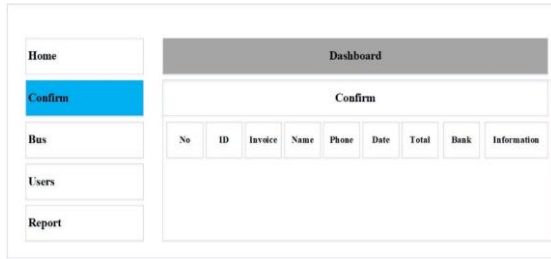 Home
Confirm
Bus
Users
Report
Dashboard
Confirm
No ID Invoice Name Phone Date Total Bank Information